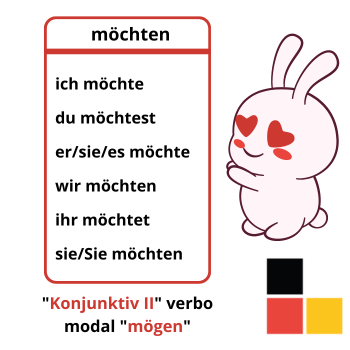 möchten
ich möchte
du möchtest
er/sie/es möchte
wir möchten
ihr möchtet
sie/Sie möchten
"Konjunktiv II" verbo
modal "mögen"